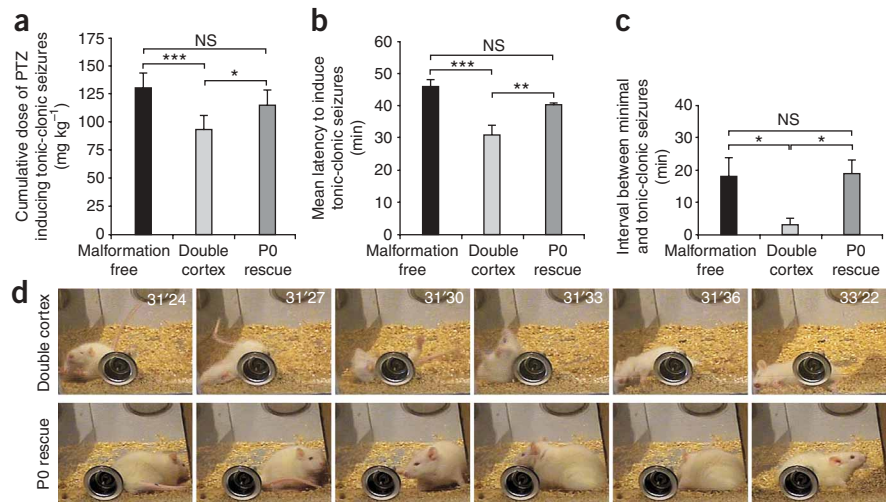 a
Cumulative dose of PTZ
inducing tonic-clonic seizures
(mg kg⁻¹)
175
150
125
100
75
50
25
0
NS
***
*
Malformation
free
Double
cortex
P0
rescue
b
Mean latency to induce
tonic-clonic seizures
(min)
60
50
40
30
20
10
0
NS
***
**
Malformation
free
Double
cortex
P0
rescue
c
Interval between minimal
and tonic-clonic seizures
(min)
40
30
20
10
0
NS
*
*
Malformation
free
Double
cortex
P0
rescue
d
Double cortex
31′24
31′27
31′30
31′33
31′36
33′22
P0 rescue